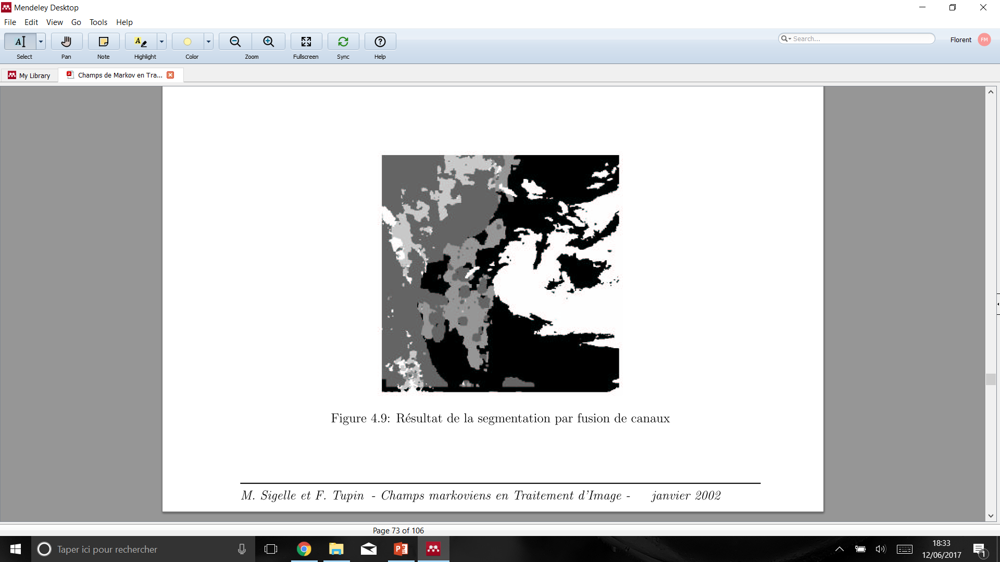 Mendeley Desktop
File Edit View Go Tools Help
Search...
Florent FM
Select Pan Note Highlight Color Zoom Fullscreen Sync Help
My Library Champs de Markov en Tra...
Figure 4.9: Résultat de la segmentation par fusion de canaux
M. Sigelle et F. Tupin - Champs markoviens en Traitement d'Image - janvier 2002
Page 73 of 106
Taper ici pour rechercher
18:33
12/06/2017
1